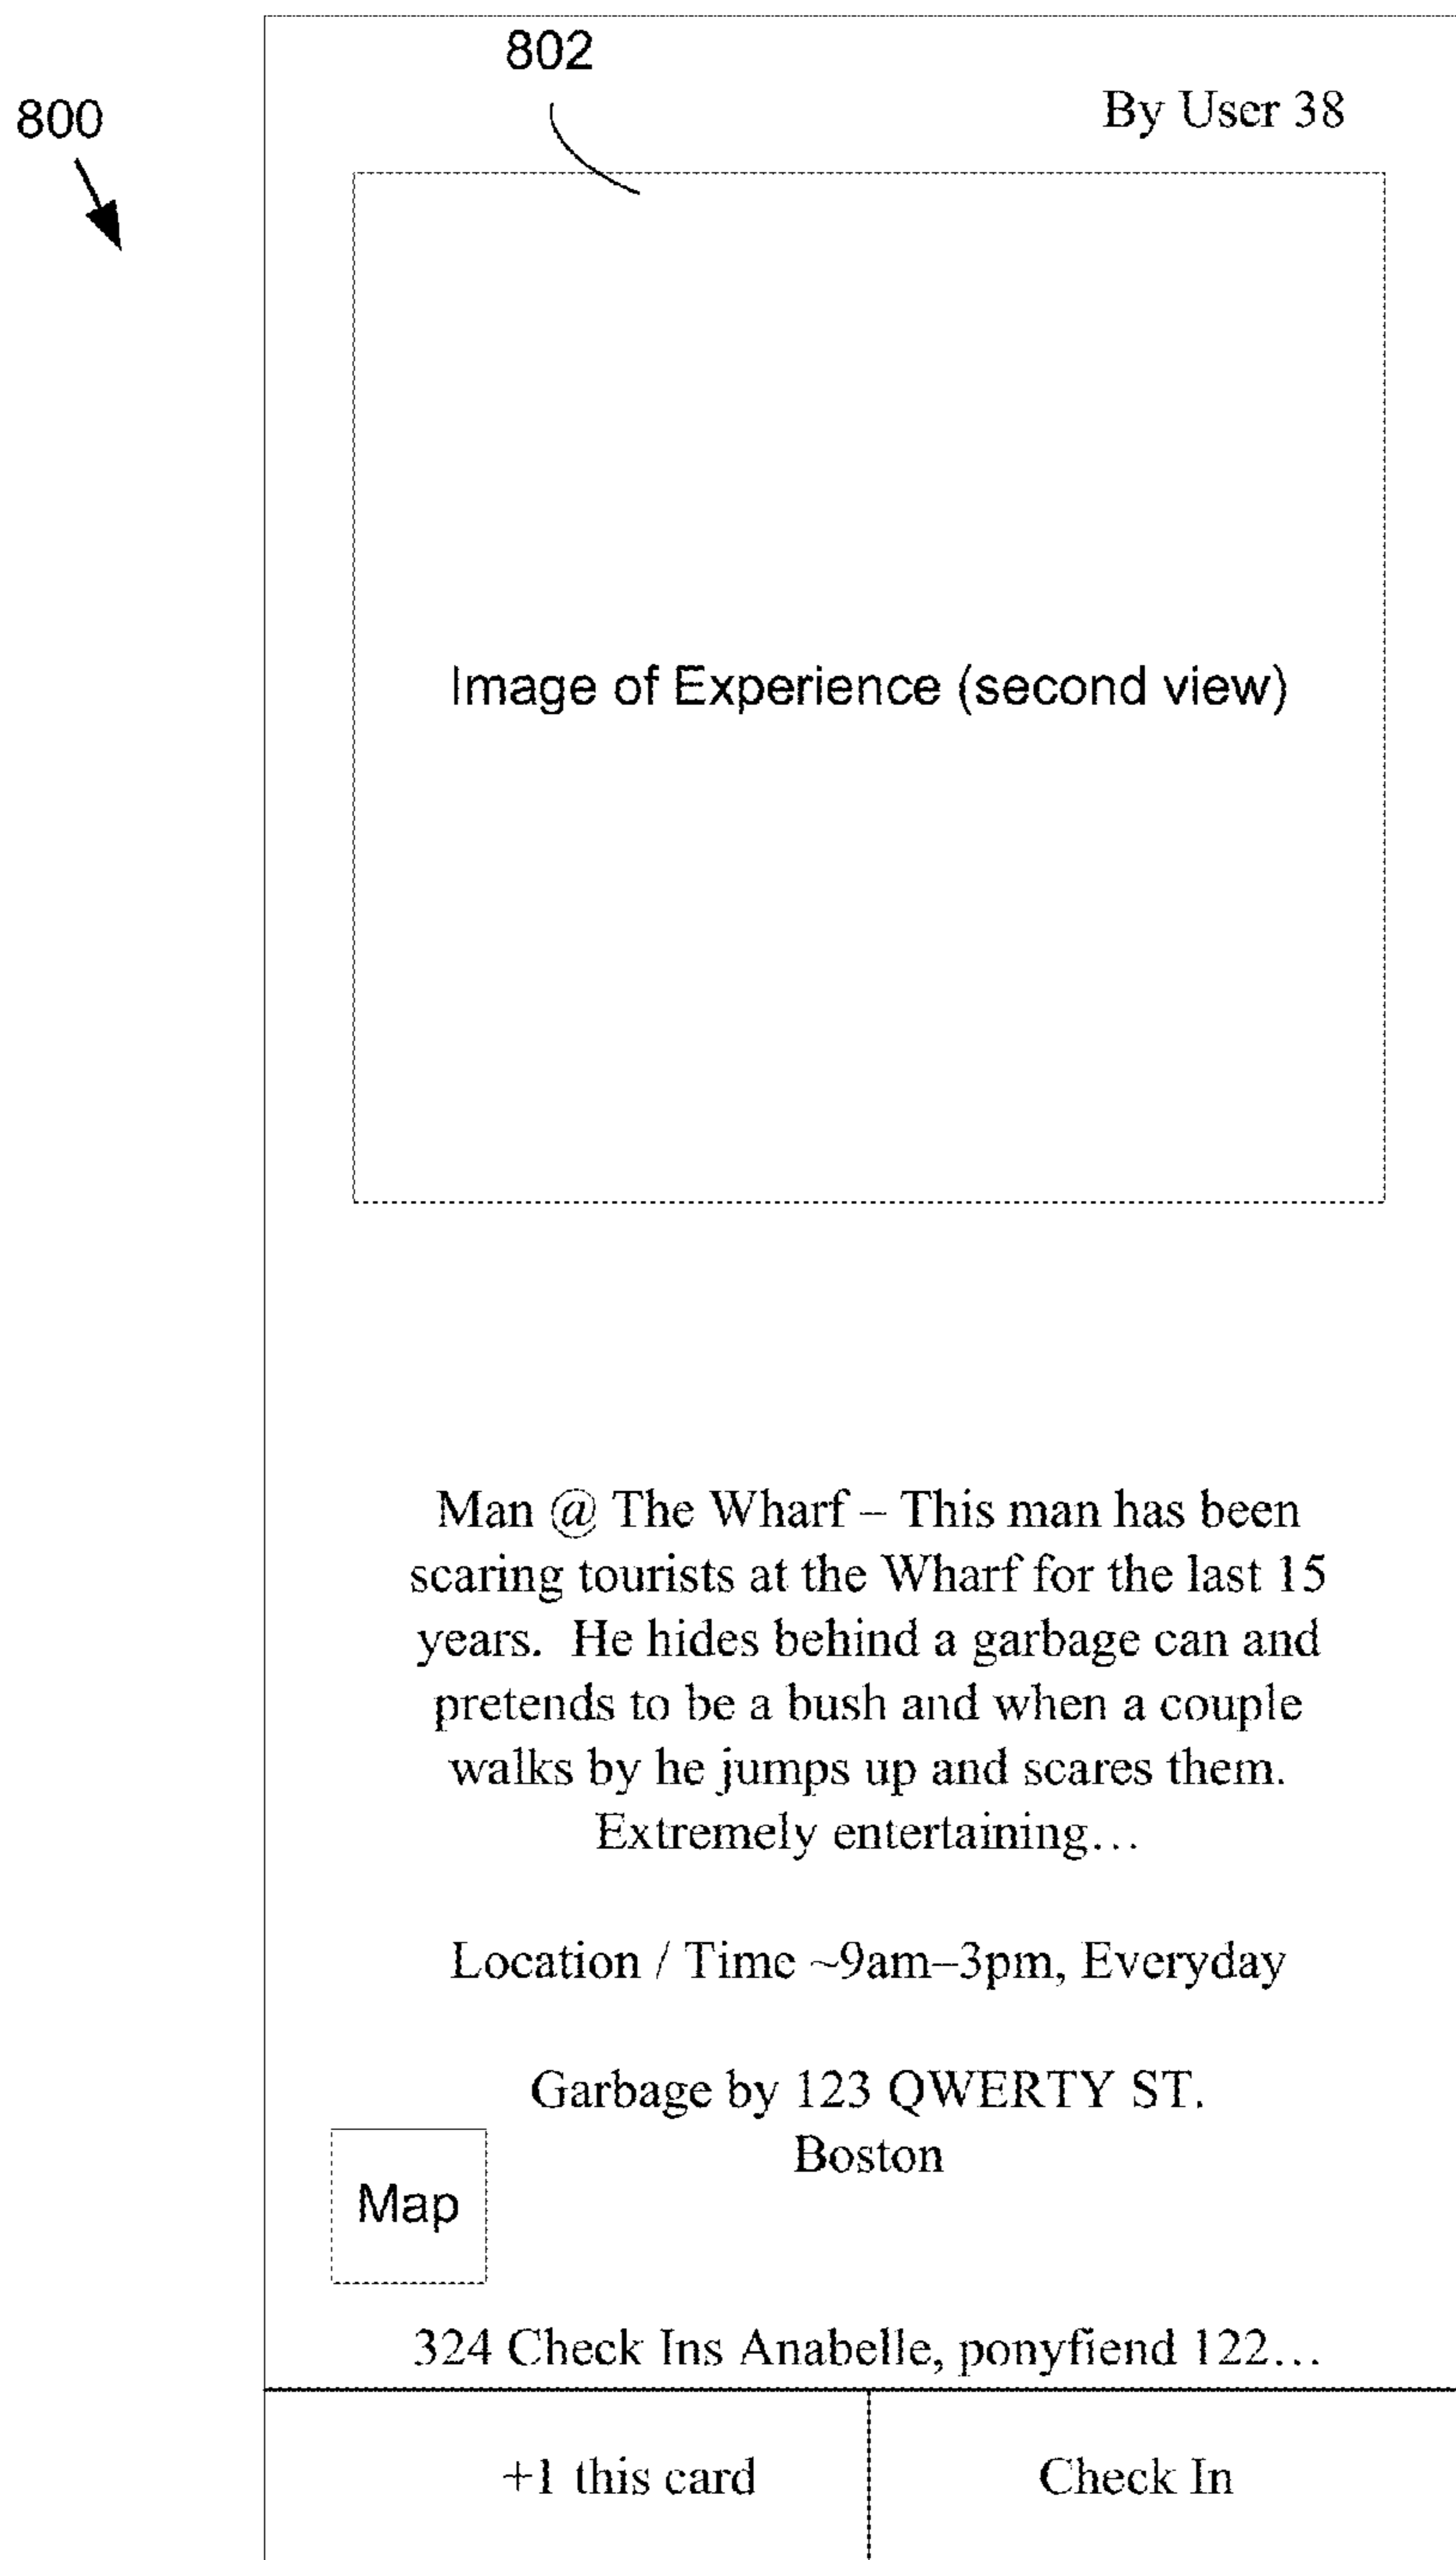 802
800
By User 38
Image of Experience (second view)
Man @ The Wharf – This man has been
scaring tourists at the Wharf for the last 15
years. He hides behind a garbage can and
pretends to be a bush and when a couple
walks by he jumps up and scares them.
Extremely entertaining…
Location / Time ~9am–3pm, Everyday
Garbage by 123 QWERTY ST.
Boston
Map
324 Check Ins Anabelle, ponyfiend 122…
+1 this card
Check In